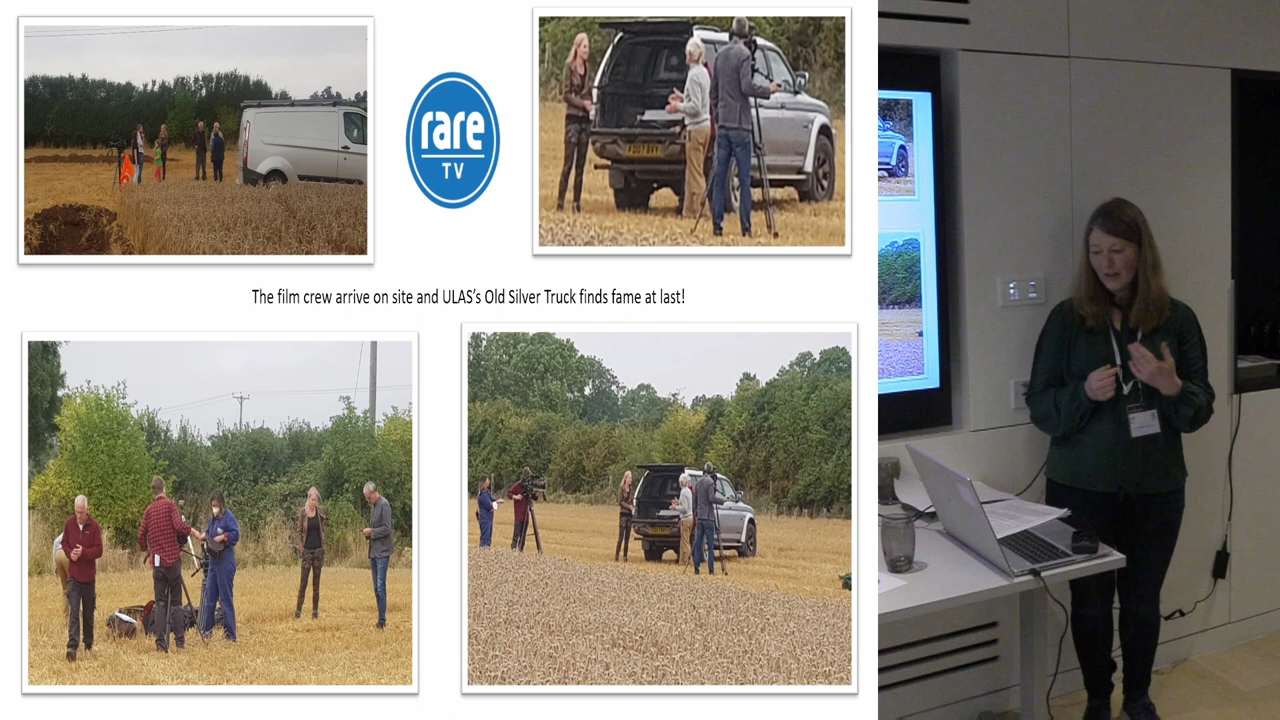 rare
TV
The film crew arrive on site and ULAS's Old Silver Truck finds fame at last!